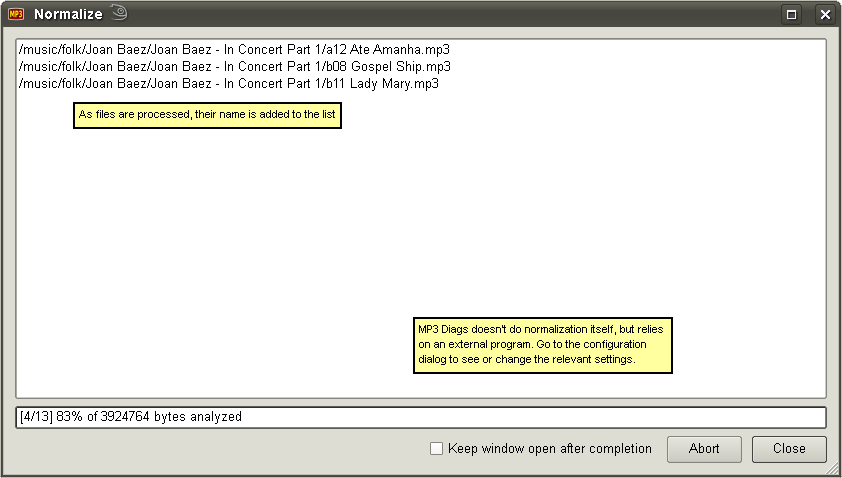 MP3 Normalize
/music/folk/Joan Baez/Joan Baez - In Concert Part 1/a12 Ate Amanha.mp3
/music/folk/Joan Baez/Joan Baez - In Concert Part 1/b08 Gospel Ship.mp3
/music/folk/Joan Baez/Joan Baez - In Concert Part 1/b11 Lady Mary.mp3
As files are processed, their name is added to the list
MP3 Diags doesn't do normalization itself, but relies
on an external program. Go to the configuration
dialog to see or change the relevant settings.
[4/13] 83% of 3924764 bytes analyzed
Keep window open after completion Abort Close